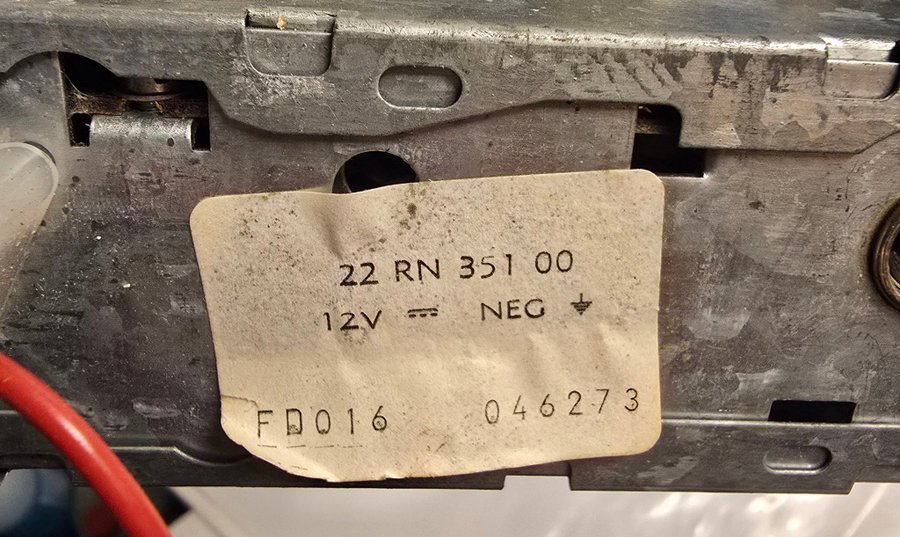 22 RN 351 00
12V ⎓ NEG ⏚
FD016 046273